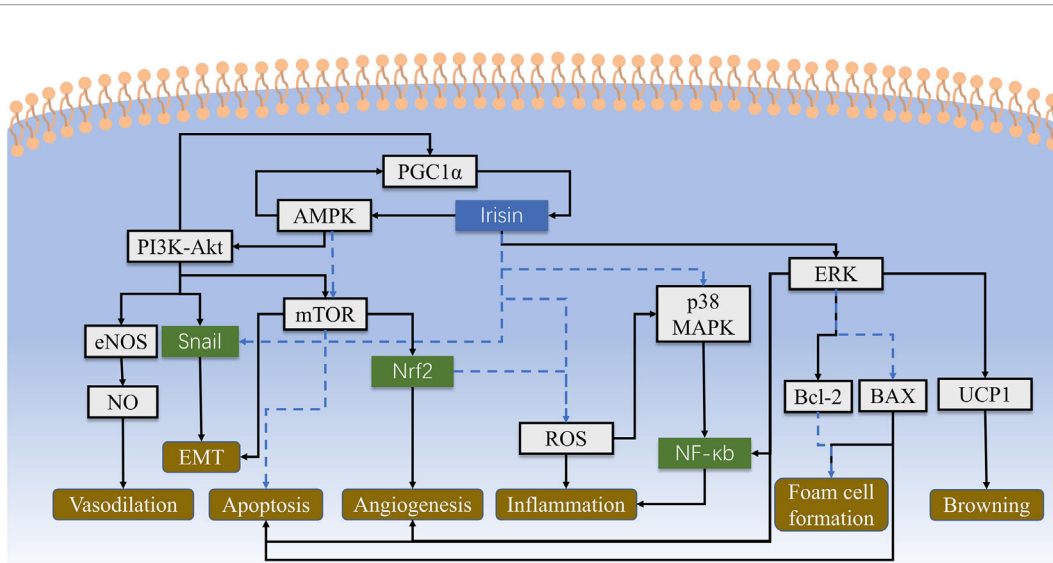 PGC1α
AMPK
Irisin
PI3K-Akt
ERK
p38
MAPK
mTOR
eNOS
Snail
Nrf2
NO
Bcl-2
BAX
UCP1
ROS
NF-κb
EMT
Vasodilation
Apoptosis
Angiogenesis
Inflammation
Foam cell
formation
Browning